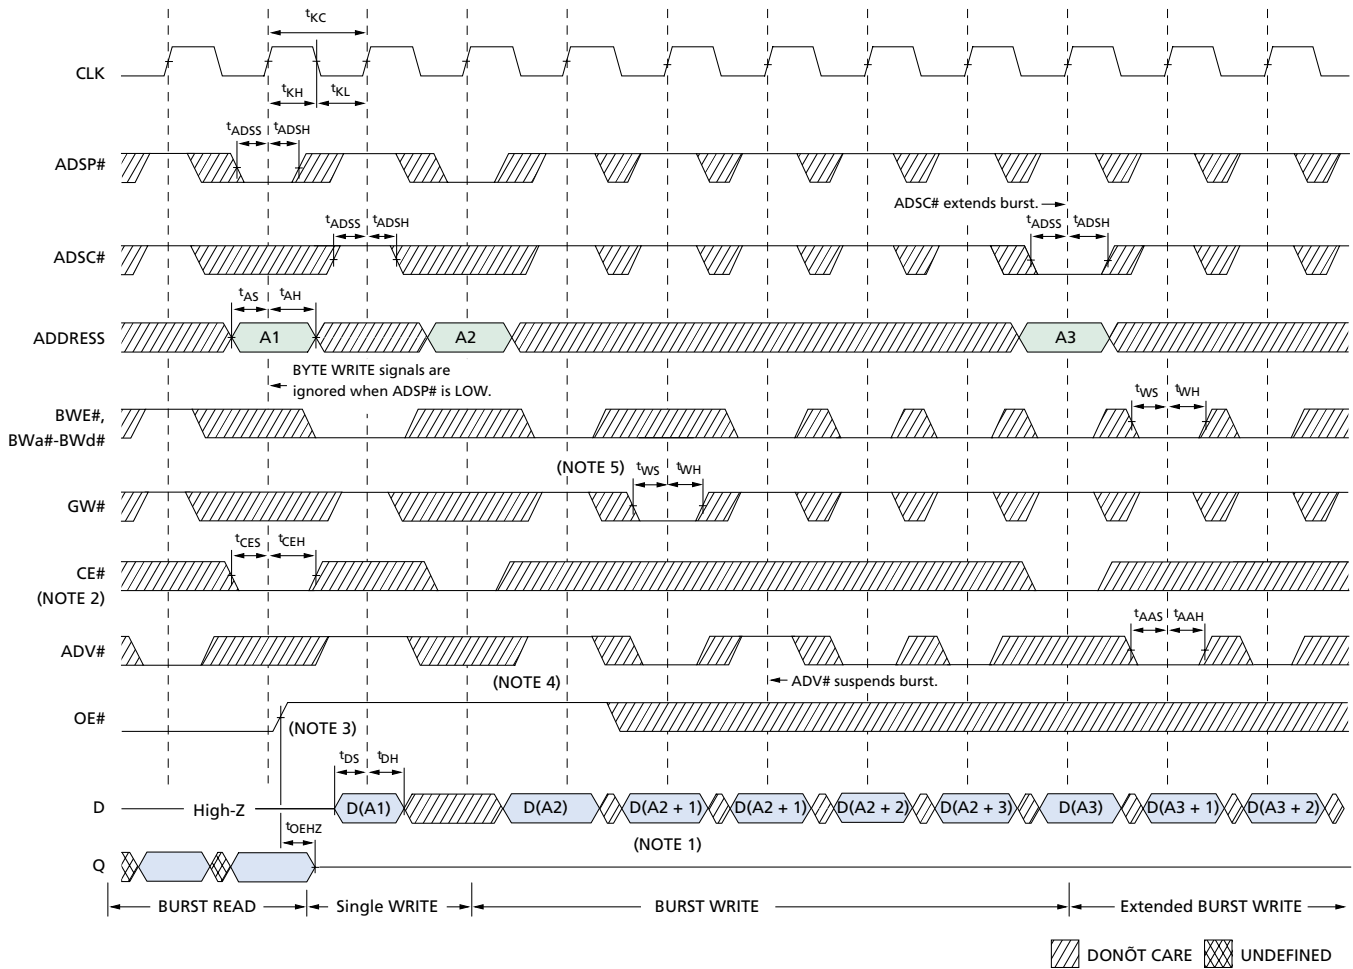 tKC
CLK
tKH
tKL
tADSS
tADSH
ADSP#
ADSC# extends burst.
tADSS
tADSH
tADSS
tADSH
ADSC#
tAS
tAH
ADDRESS
A1
A2
A3
BYTE WRITE signals are
ignored when ADSP# is LOW.
BWE#,
BWa#-BWd#
tWS
tWH
(NOTE 5)
tWS
tWH
GW#
tCES
tCEH
CE#
(NOTE 2)
tAAS
tAAH
ADV#
(NOTE 4)
ADV# suspends burst.
OE#
(NOTE 3)
tDS
tDH
D
High-Z
D(A1)
D(A2)
D(A2 + 1)
D(A2 + 1)
D(A2 + 2)
D(A2 + 3)
D(A3)
D(A3 + 1)
D(A3 + 2)
tOEHZ
(NOTE 1)
Q
BURST READ
Single WRITE
BURST WRITE
Extended BURST WRITE
DONÕT CARE
UNDEFINED